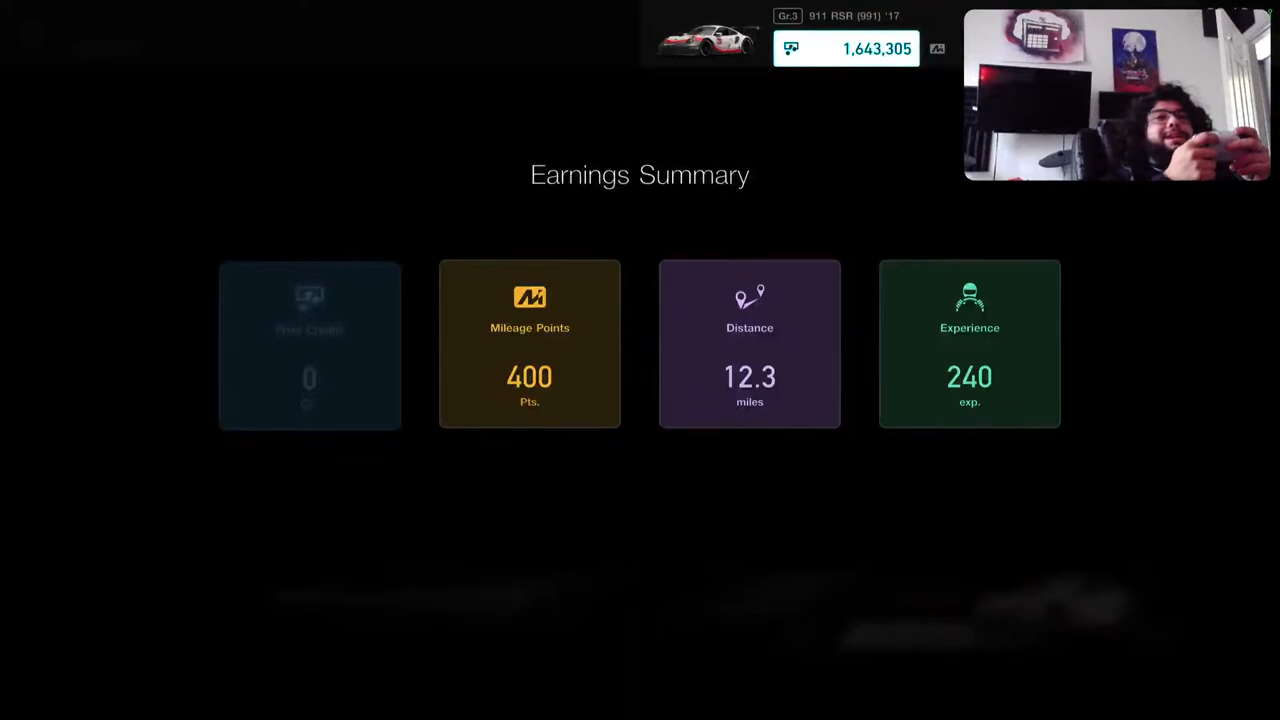 Gr.3 911 RSR (991) '17
1,643,305
Earnings Summary
Mileage Points
400
Pts.
Distance
12.3
miles
Experience
240
exp.
0